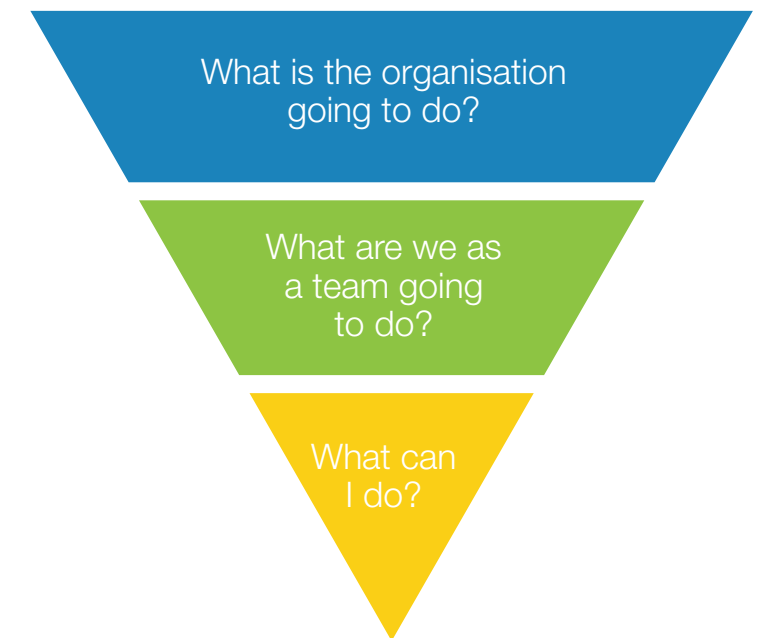 What is the organisation
going to do?
What are we as
a team going
to do?
What can
I do?